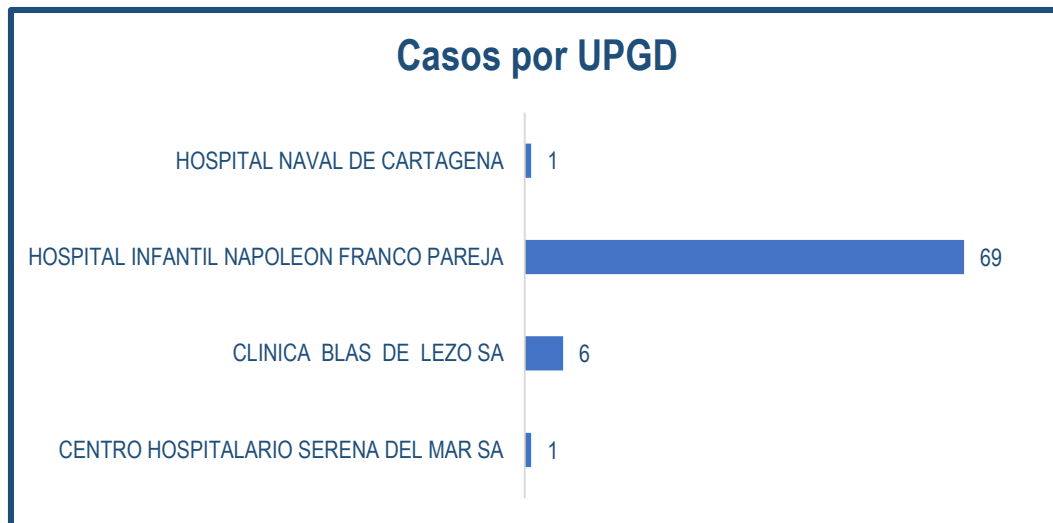 Casos por UPGD
HOSPITAL NAVAL DE CARTAGENA 1
HOSPITAL INFANTIL NAPOLEON FRANCO PAREJA 69
CLINICA BLAS DE LEZO SA 6
CENTRO HOSPITALARIO SERENA DEL MAR SA 1